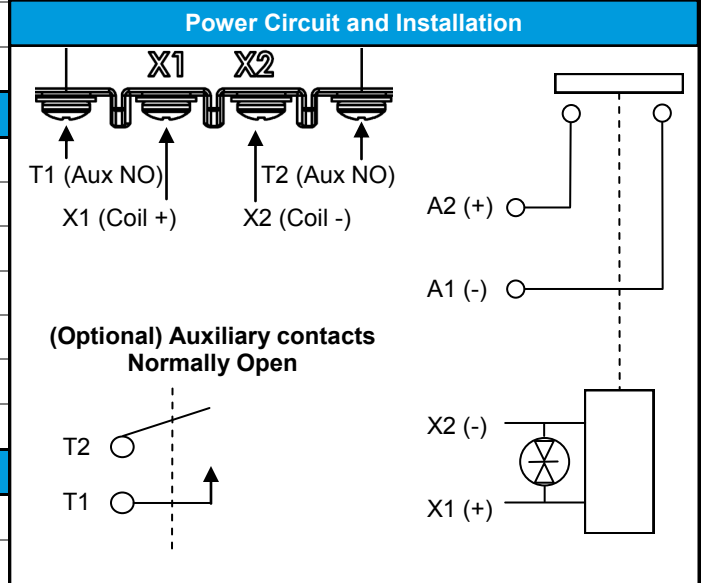 Power Circuit and Installation
X1 X2
T1 (Aux NO) T2 (Aux NO)
X1 (Coil +) X2 (Coil -)
A2 (+)
A1 (-)
(Optional) Auxiliary contacts
Normally Open
T2
T1
X2 (-)
X1 (+)